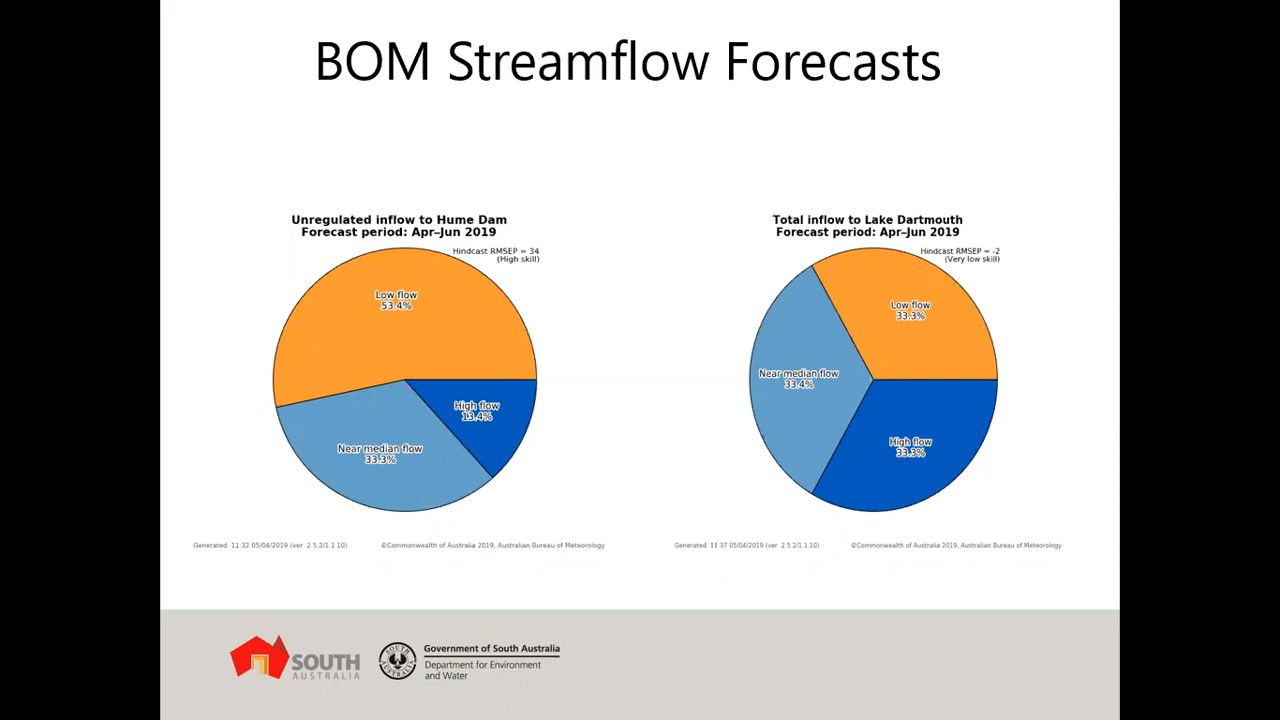 BOM Streamflow Forecasts
Unregulated inflow to Hume Dam
Forecast period: Apr–Jun 2019
Hindcast RMSEP = 34
(High skill)
Low flow
53.4%
High flow
13.4%
Near median flow
33.3%
Generated: 11:32 05/04/2019 (ver. 2.5.2/1.1.10)
©Commonwealth of Australia 2019, Australian Bureau of Meteorology
Total inflow to Lake Dartmouth
Forecast period: Apr–Jun 2019
Hindcast RMSEP = -2
(Very low skill)
Low flow
33.3%
Near median flow
33.4%
High flow
33.3%
Generated: 11:37 05/04/2019 (ver. 2.5.2/1.1.10)
©Commonwealth of Australia 2019, Australian Bureau of Meteorology
SOUTH
AUSTRALIA
SOUTH
AUSTRALIA
Government of South Australia
Department for Environment
and Water